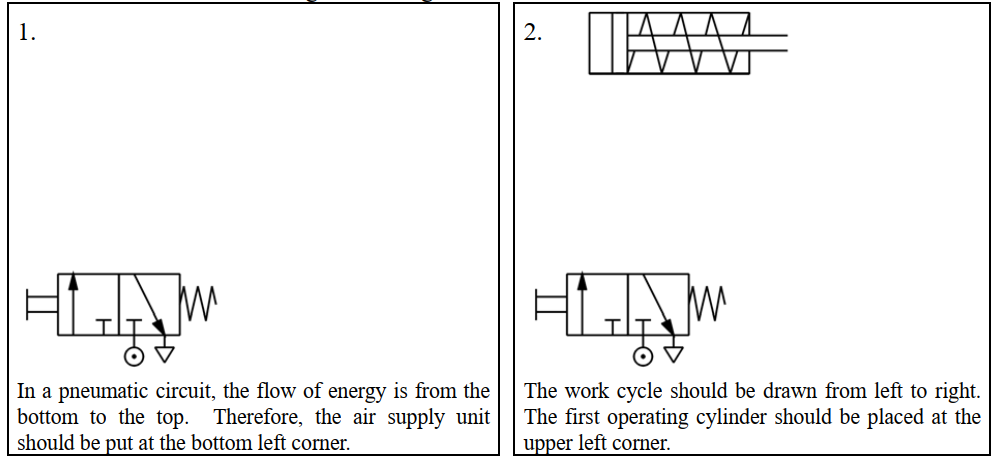 1.
In a pneumatic circuit, the flow of energy is from the
bottom to the top. Therefore, the air supply unit
should be put at the bottom left corner.
2.
The work cycle should be drawn from left to right.
The first operating cylinder should be placed at the
upper left corner.